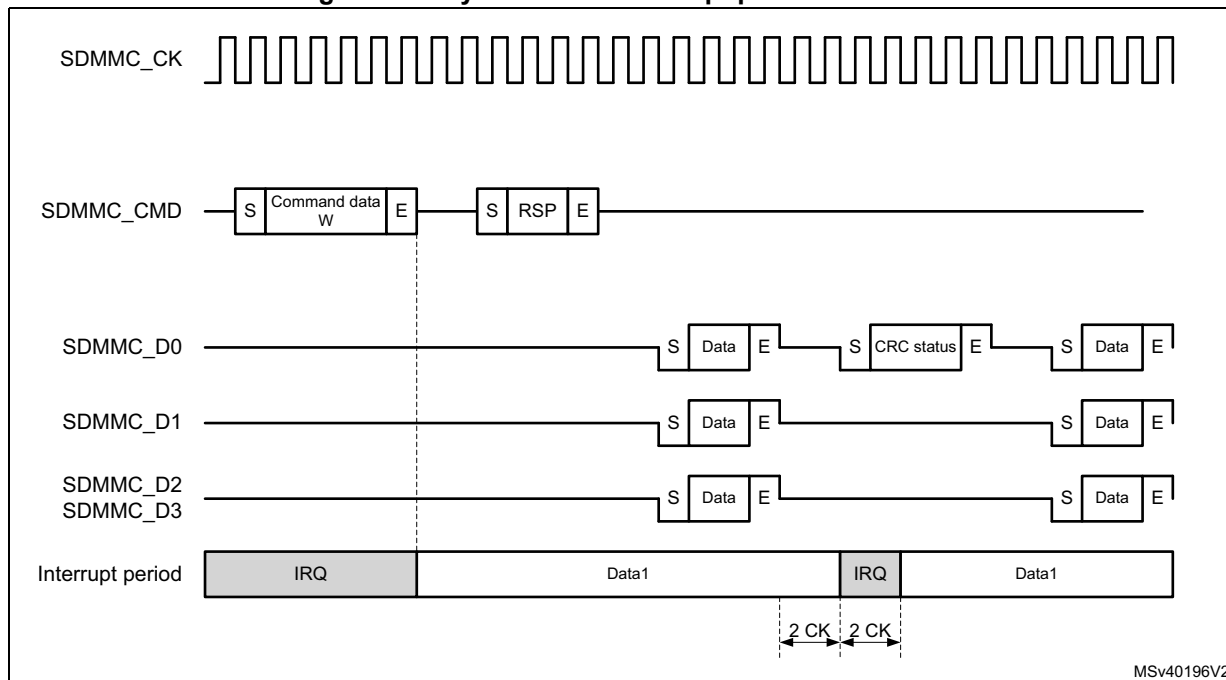 SDMMC_CK
SDMMC_CMD
S Command data W E S RSP E
SDMMC_D0
S Data E S CRC status E S Data E
SDMMC_D1
S Data E S Data E
SDMMC_D2
SDMMC_D3
S Data E S Data E
Interrupt period
IRQ Data1 IRQ Data1
2 CK 2 CK
MSv40196V2